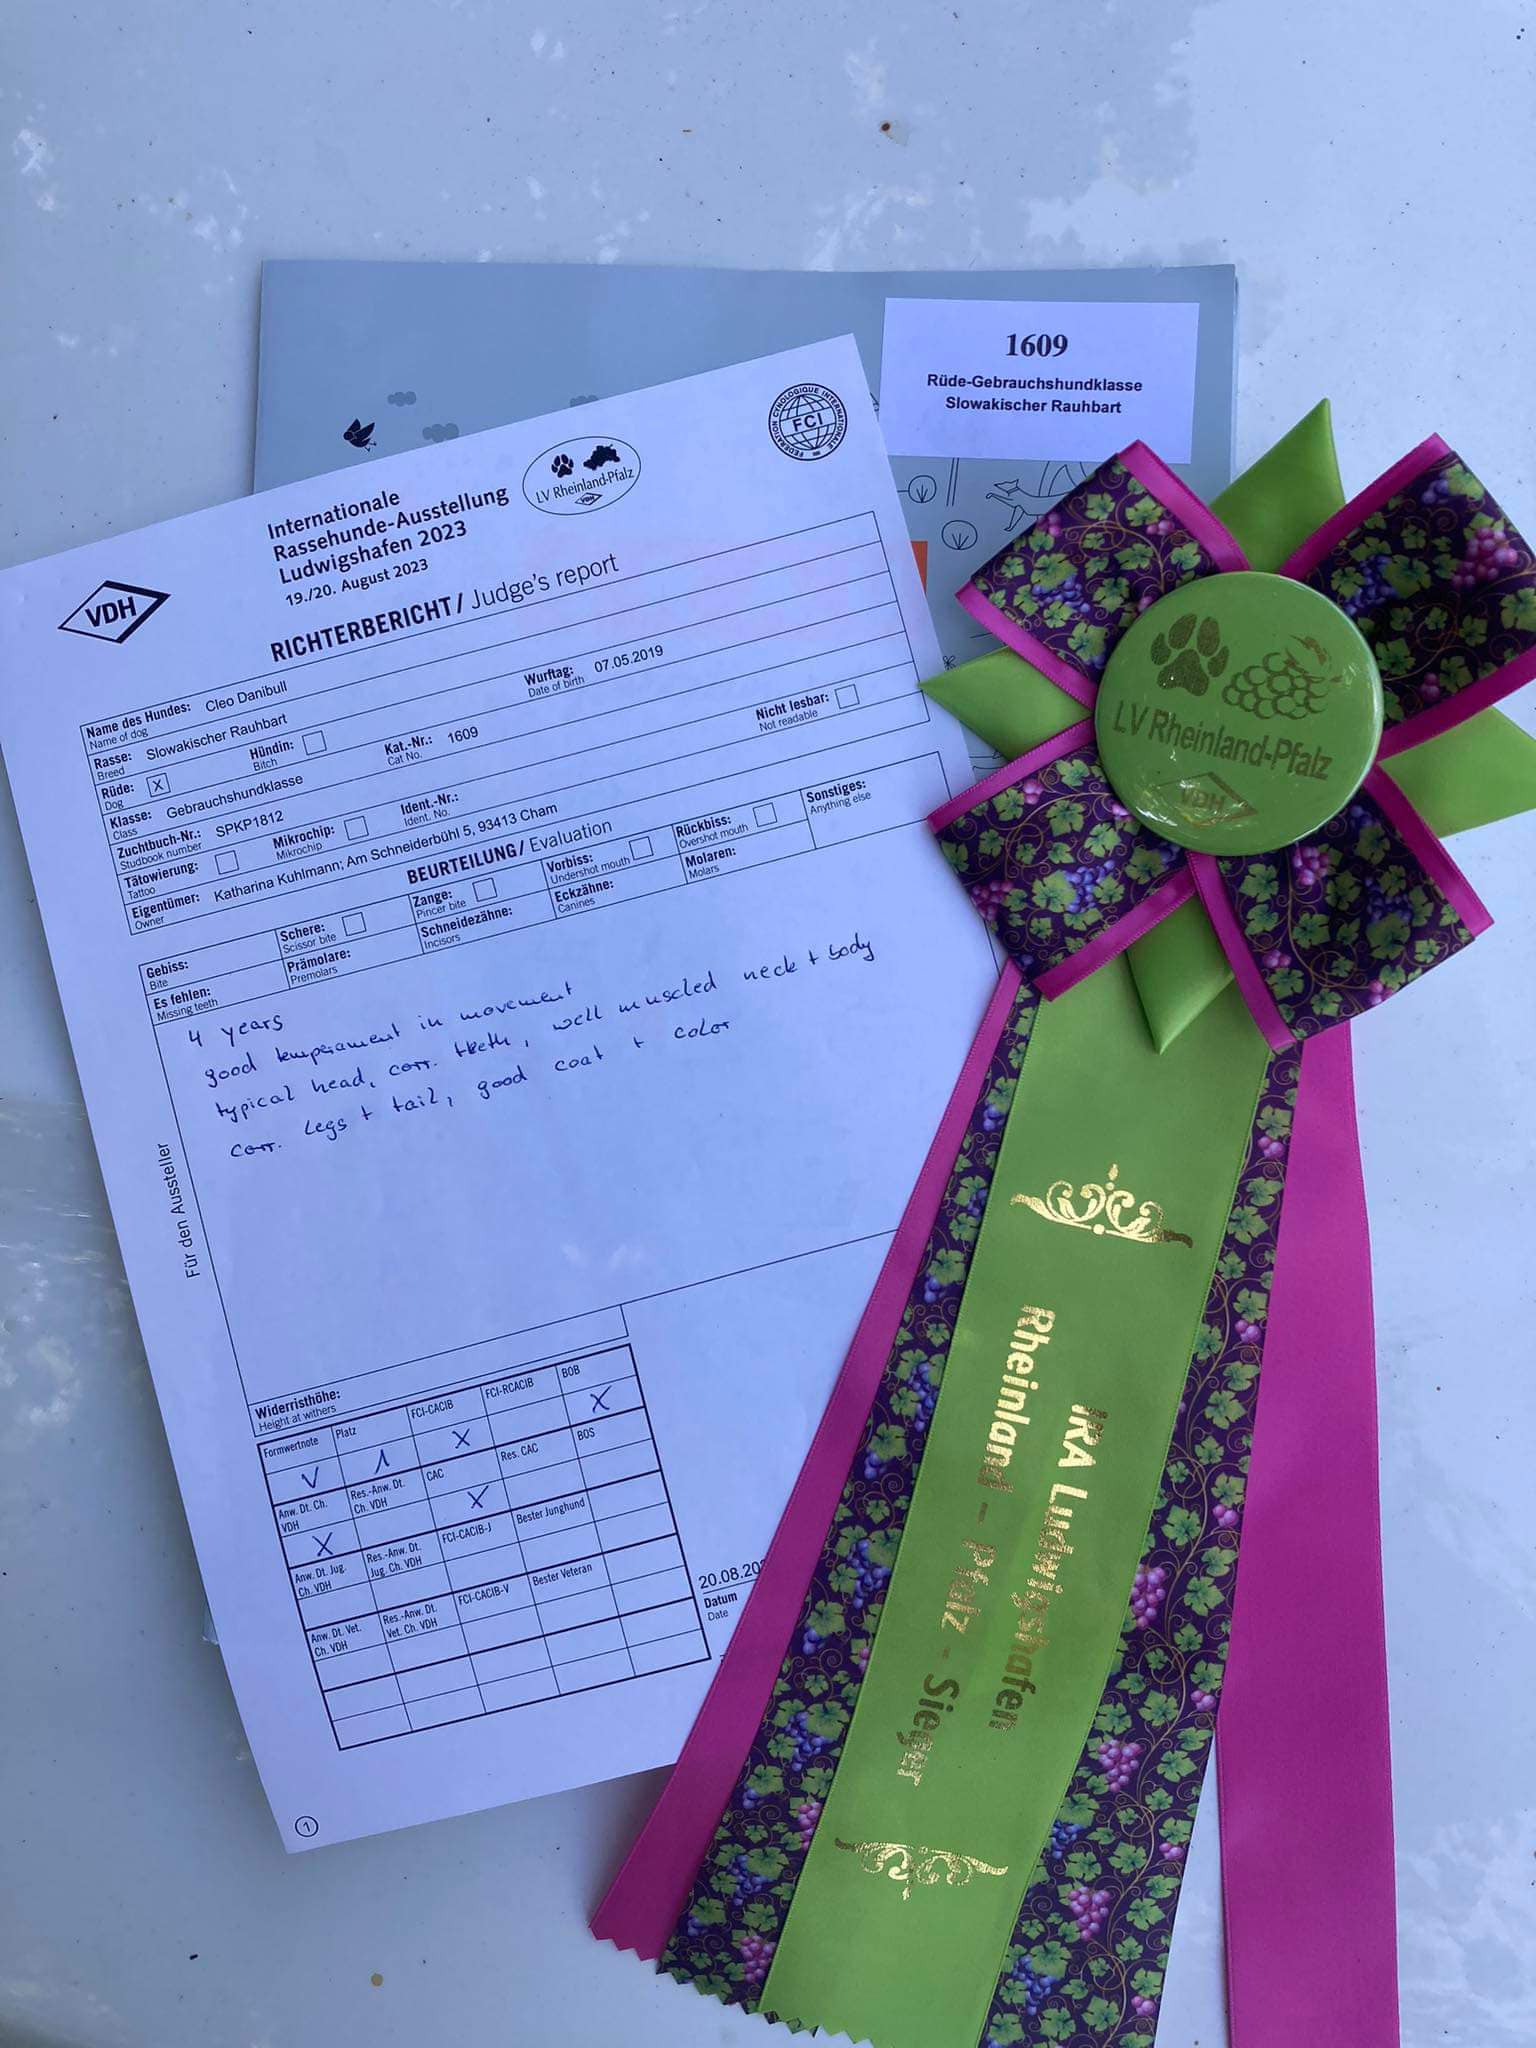 1609
Rüde-Gebrauchshundklasse
Slowakischer Rauhbart
FEDERATION CYNOLOGIQUE INTERNATIONALE
FCI
LV Rheinland-Pfalz
VDH
Internationale
Rassehunde-Ausstellung
Ludwigshafen 2023
19./20. August 2023
VDH
RICHTERBERICHT/ Judge's report
Name des Hundes: Cleo Danibull
Name of dog
Wurftag: 07.05.2019
Date of birth
Rasse: Slowakischer Rauhbart
Breed
Rüde: X Hündin:
Dog Bitch
Kat.-Nr.: 1609
Cat No.
Nicht lesbar:
Not readable
Klasse: Gebrauchshundklasse
Class
Zuchtbuch-Nr.: SPKP1812
Studbook number
Tätowierung: Mikrochip: Ident.-Nr.:
Tattoo Mikrochip Ident. No.
Eigentümer: Katharina Kuhlmann; Am Schneiderbühl 5, 93413 Cham
Owner
BEURTEILUNG/ Evaluation
Gebiss: Schere: Zange: Vorbiss: Rückbiss: Sonstiges:
Bite Scissor bite Pincer bite Undershot mouth Overshot mouth Anything else
Es fehlen: Prämolare: Schneidezähne: Eckzähne: Molaren:
Missing teeth Premolars Incisors Canines Molars
4 years
good temperament in movement
typical head, corr. teeth, well muscled neck + body
corr. legs + tail, good coat + color
Für den Aussteller
Widerristhöhe:
Height at withers
Formwertnote Platz FCI-CACIB FCI-RCACIB BOB
V 1 X X
Anw. Dt. Ch. VDH Res.-Anw. Dt. Ch. VDH CAC Res. CAC BOS
X X
Anw. Dt. Jug. Ch. VDH Res.-Anw. Dt. Jug. Ch. VDH FCI-CACIB-J Bester Junghund
Anw. Dt. Vet. Ch. VDH Res.-Anw. Dt. Vet. Ch. VDH FCI-CACIB-V Bester Veteran
20.08.202
Datum
Date
1
LV Rheinland-Pfalz
VDH
IRA Ludwigshafen
Rheinland – Pfalz - Sieger